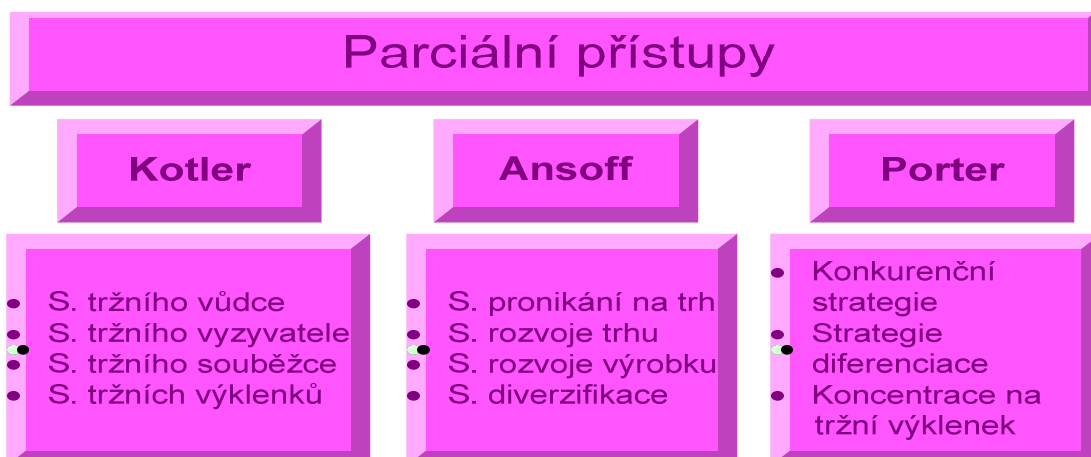 Parciální přístupy
Kotler
Ansoff
Porter
S. tržního vůdce
S. tržního vyzyvatele
S. tržního souběžce
S. tržních výklenků
S. pronikání na trh
S. rozvoje trhu
S. rozvoje výrobku
S. diverzifikace
Konkurenční
strategie
Strategie
diferenciace
Koncentrace na
tržní výklenek